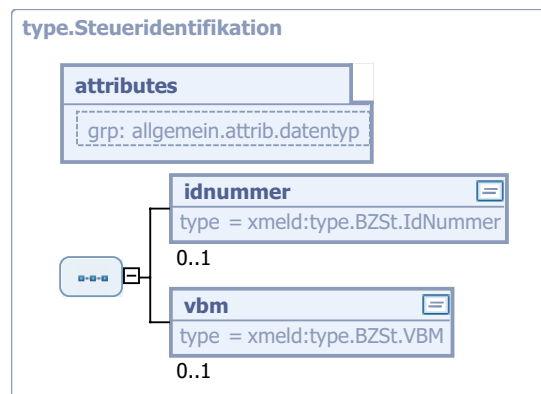 type.Steueridentifikation
attributes
grp: allgemein.attrib.datentyp
idnummer
type = xmeld:type.BZSt.IdNummer
0..1
vbm
type = xmeld:type.BZSt.VBM
0..1